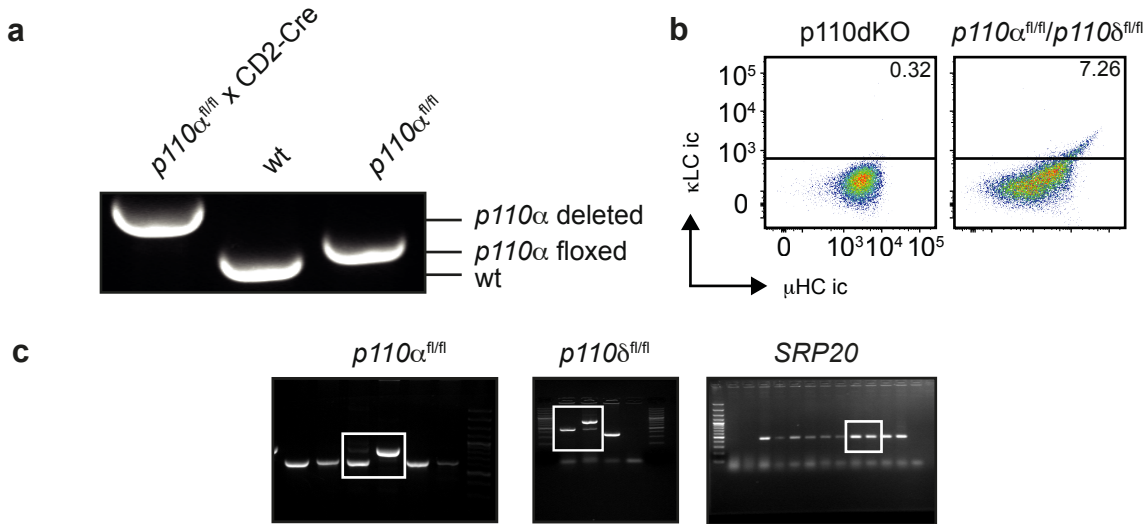 a
p110α^fl/fl x CD2-Cre
wt
p110α^fl/fl
p110α deleted
p110α floxed
wt
b
p110dKO
p110α^fl/fl/p110δ^fl/fl
0.32
7.26
10^5
10^4
10^3
0
κLC ic
0 10^3 10^4 10^5
μHC ic
c
p110α^fl/fl
p110δ^fl/fl
SRP20